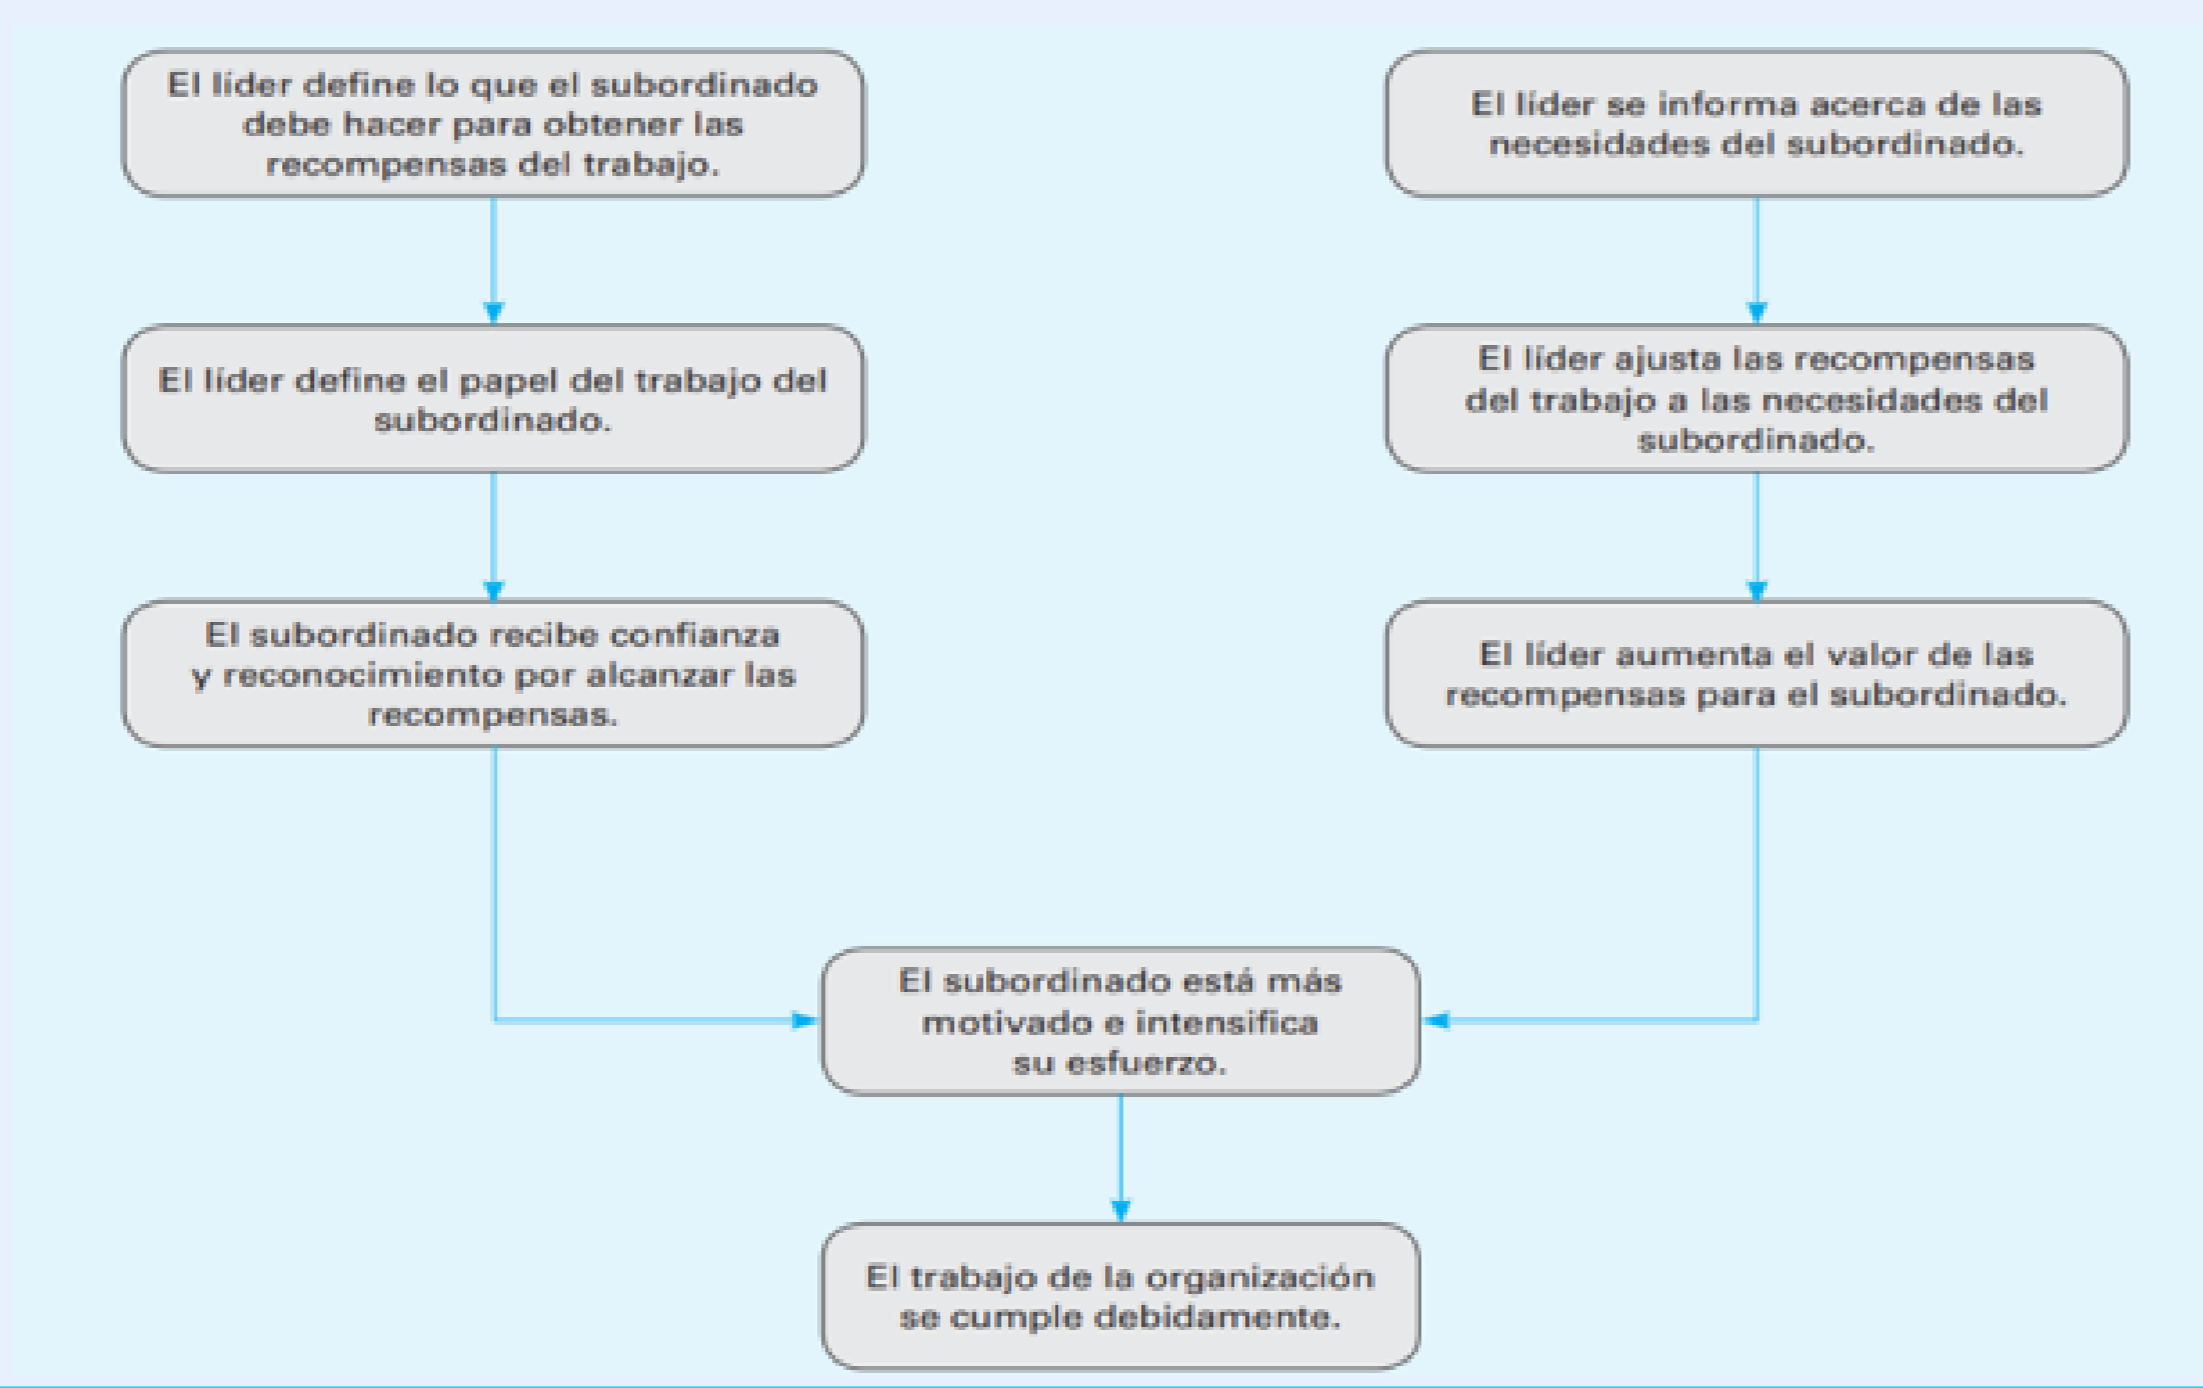 El líder define lo que el subordinado
debe hacer para obtener las
recompensas del trabajo.
El líder se informa acerca de las
necesidades del subordinado.
El líder define el papel del trabajo del
subordinado.
El líder ajusta las recompensas
del trabajo a las necesidades del
subordinado.
El subordinado recibe confianza
y reconocimiento por alcanzar las
recompensas.
El líder aumenta el valor de las
recompensas para el subordinado.
El subordinado está más
motivado e intensifica
su esfuerzo.
El trabajo de la organización
se cumple debidamente.